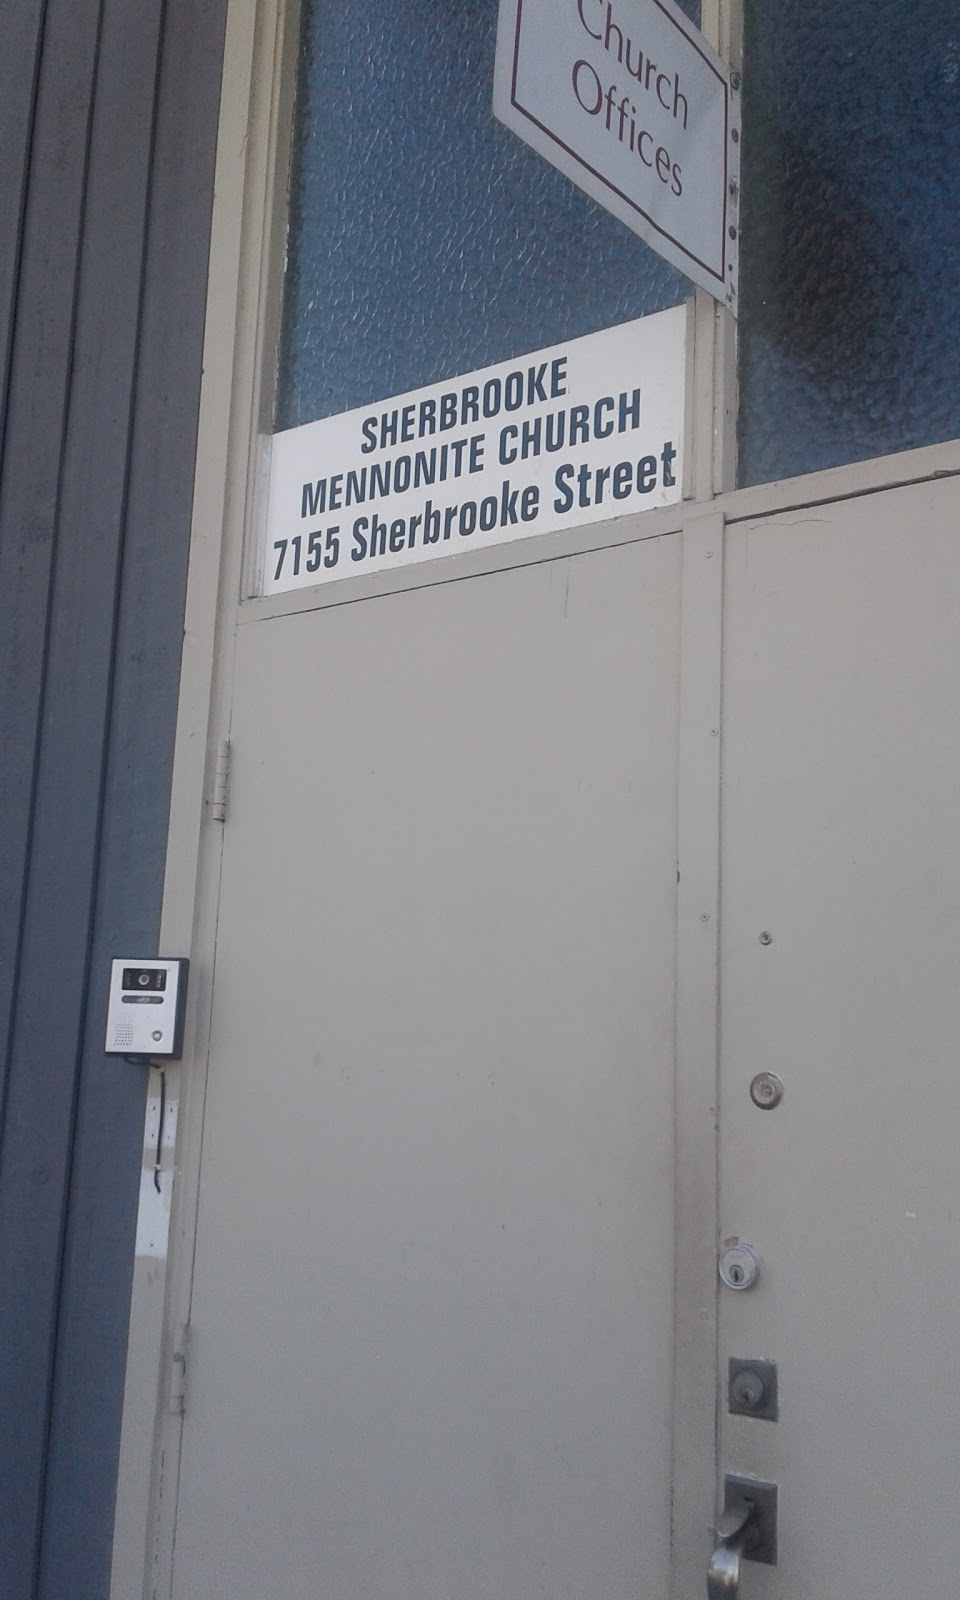 Church
Offices
SHERBROOKE
MENNONITE CHURCH
7155 Sherbrooke Street